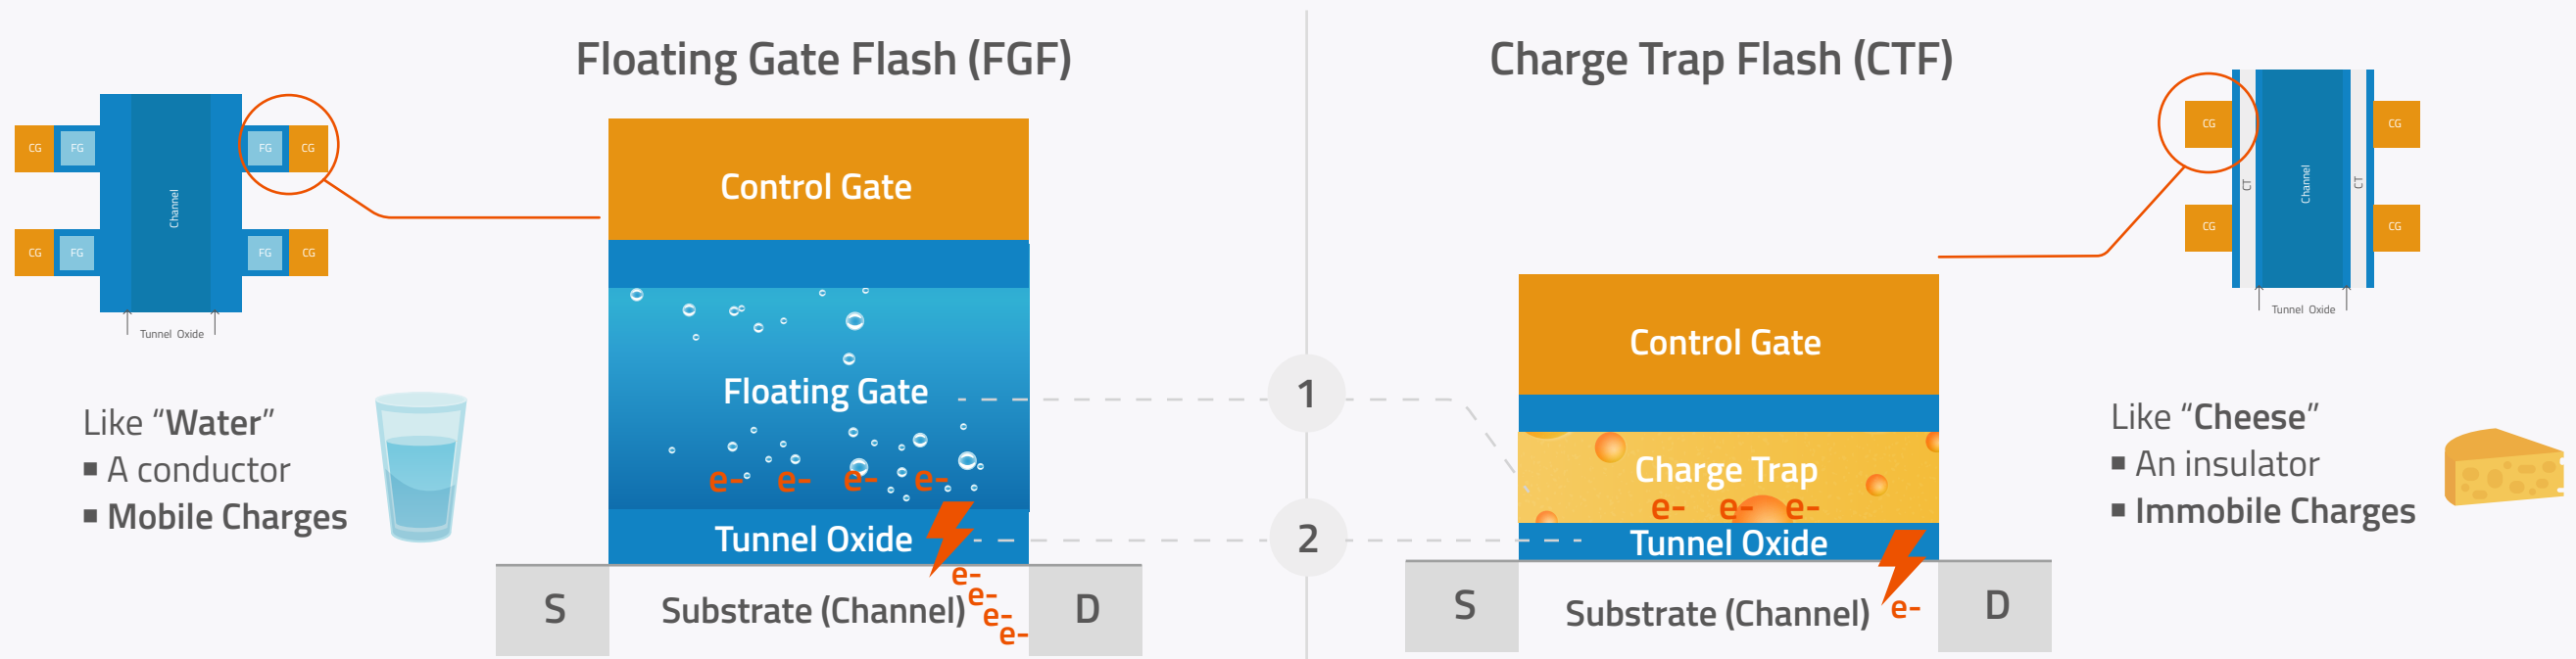 Floating Gate Flash (FGF)
CG FG FG CG
Channel
CG FG FG CG
Tunnel Oxide
Like “Water”
▪ A conductor
▪ Mobile Charges
Control Gate
Floating Gate
e- e- e- e-
Tunnel Oxide
e-
e-
e-
e-
S Substrate (Channel) D
1
2
Charge Trap Flash (CTF)
Control Gate
Charge Trap
e- e- e-
Tunnel Oxide
S Substrate (Channel) e- D
CG CG
CT Channel CT
CG CG
Tunnel Oxide
Like “Cheese”
▪ An insulator
▪ Immobile Charges